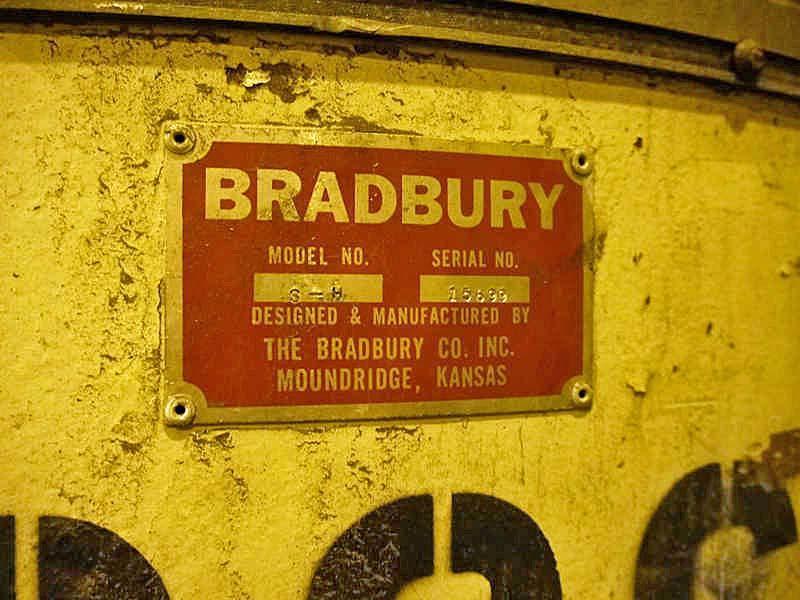 BRADBURY
MODEL NO. SERIAL NO.
DESIGNED & MANUFACTURED BY
THE BRADBURY CO. INC.
MOUNDRIDGE, KANSAS